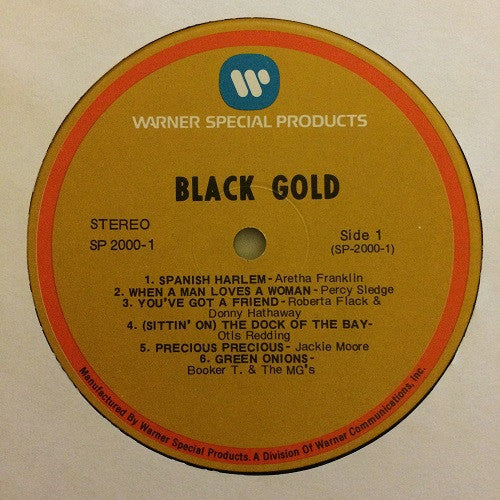 WARNER SPECIAL PRODUCTS
BLACK GOLD
STEREO
SP 2000-1
Side 1
(SP-2000-1)
1. SPANISH HARLEM-Aretha Franklin
2. WHEN A MAN LOVES A WOMAN-Percy Sledge
3. YOU'VE GOT A FRIEND-Roberta Flack &
Donny Hathaway
4. (SITTIN' ON) THE DOCK OF THE BAY-
Otis Redding
5. PRECIOUS PRECIOUS-Jackie Moore
6. GREEN ONIONS-
Booker T. & The MG's
Manufactured By Warner Special Products. A Division Of Warner Communications, Inc.